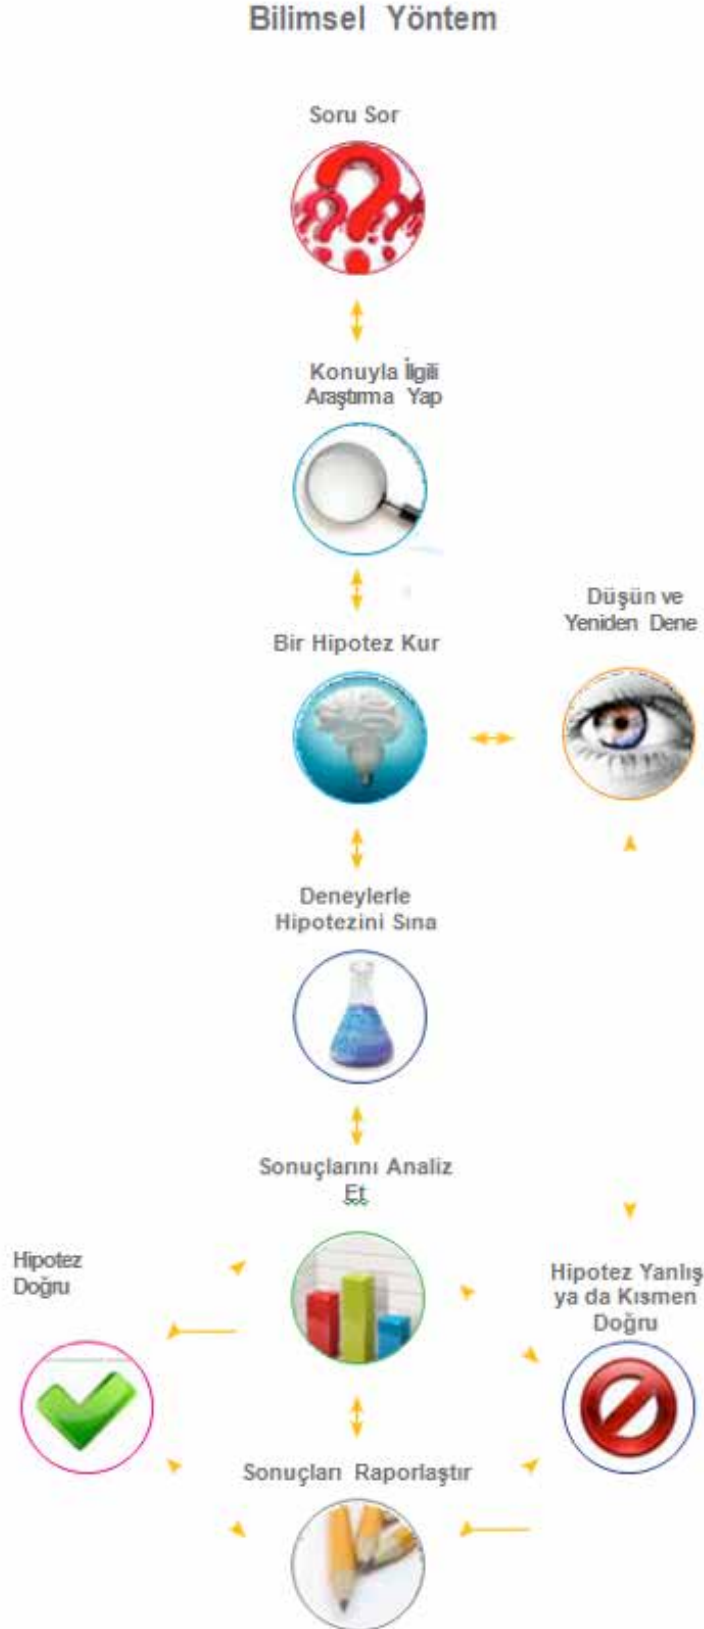 Bilimsel Yöntem
Soru Sor
Konuyla İlgili
Araştırma Yap
Bir Hipotez Kur
Düşün ve
Yeniden Dene
Deneylerle
Hipotezini Sına
Sonuçlarını Analiz
Et
Hipotez
Doğru
Hipotez Yanlış
ya da Kısmen
Doğru
Sonuçları Raporlaştır